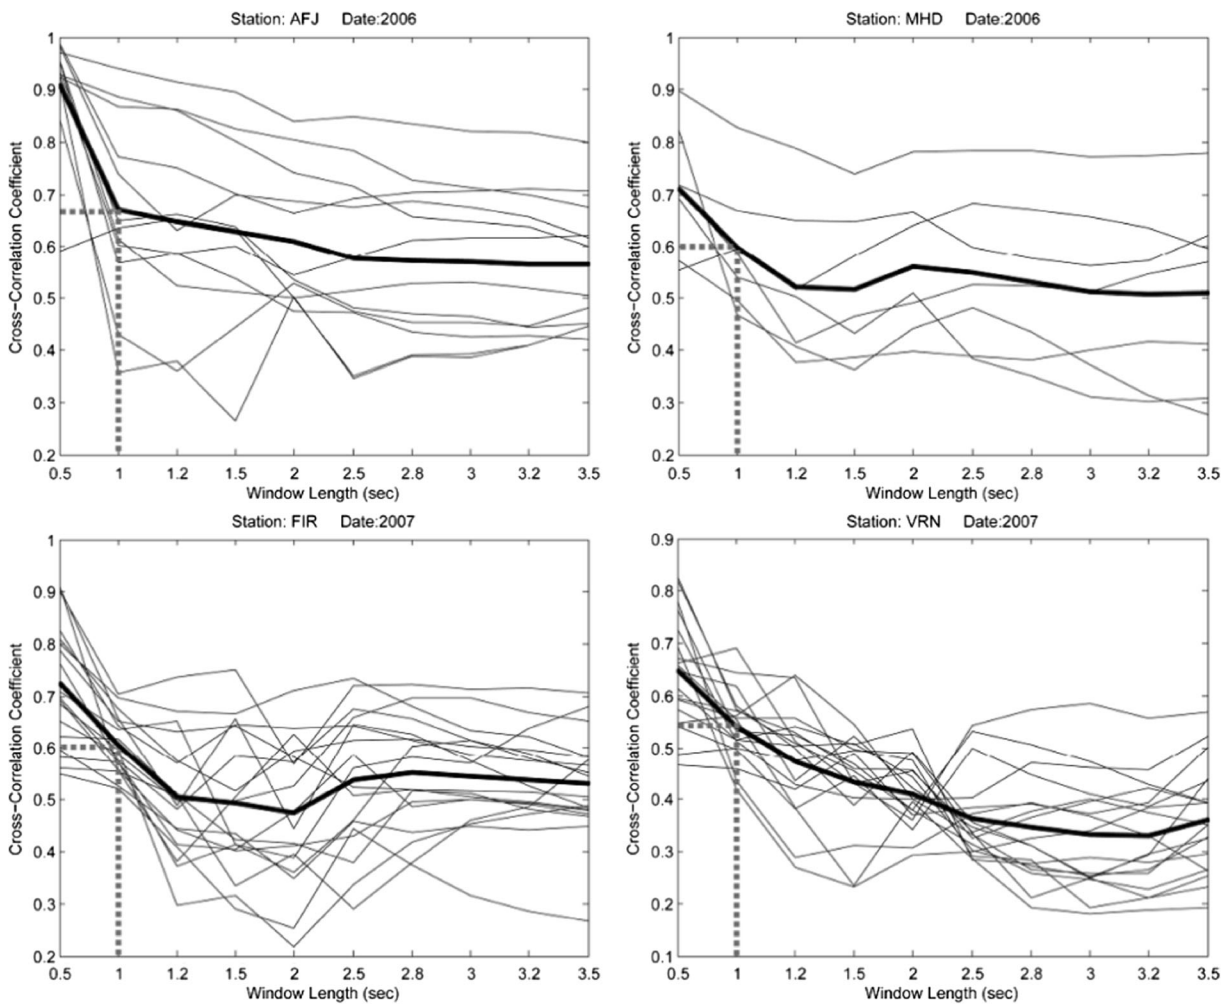 Station: AFJ Date:2006
1
0.9
0.8
0.7
0.6
0.5
0.4
0.3
0.2
Cross-Correlation Coefficient
0.5 1 1.2 1.5 2 2.5 2.8 3 3.2 3.5
Window Length (sec)
Station: MHD Date:2006
1
0.9
0.8
0.7
0.6
0.5
0.4
0.3
0.2
Cross-Correlation Coefficient
0.5 1 1.2 1.5 2 2.5 2.8 3 3.2 3.5
Window Length (sec)
Station: FIR Date:2007
1
0.9
0.8
0.7
0.6
0.5
0.4
0.3
0.2
Cross-Correlation Coefficient
0.5 1 1.2 1.5 2 2.5 2.8 3 3.2 3.5
Window Length (sec)
Station: VRN Date:2007
0.9
0.8
0.7
0.6
0.5
0.4
0.3
0.2
0.1
Cross-Correlation Coefficient
0.5 1 1.2 1.5 2 2.5 2.8 3 3.2 3.5
Window Length (sec)